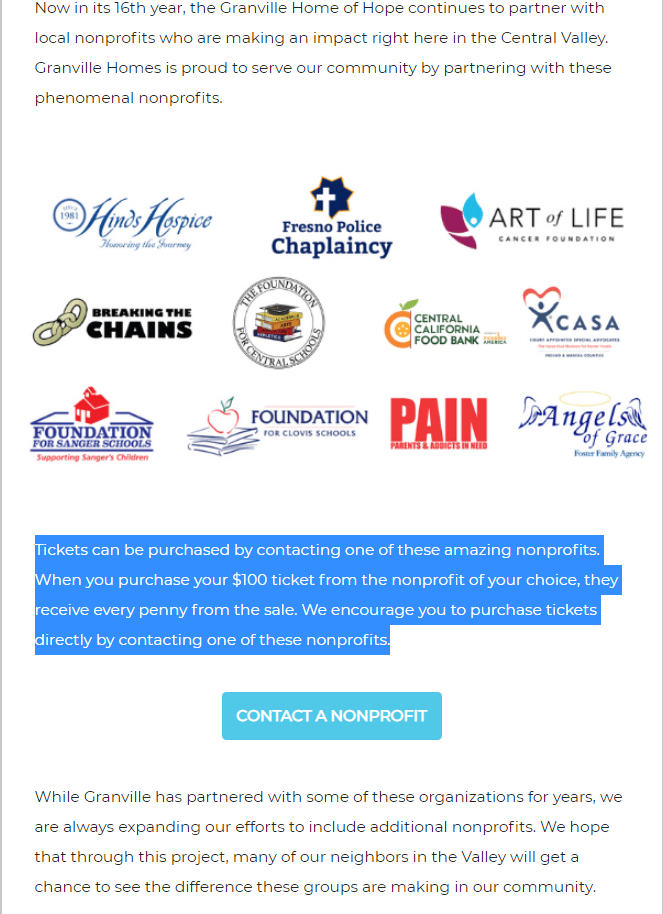 Now in its 16th year, the Granville Home of Hope continues to partner with
local nonprofits who are making an impact right here in the Central Valley.
Granville Homes is proud to serve our community by partnering with these
phenomenal nonprofits.
SINCE
1981
Hinds Hospice
Honoring the Journey
Fresno Police
Chaplaincy
ART of LIFE
CANCER FOUNDATION
BREAKING THE
CHAINS
THE FOUNDATION
ACADEMICS
ARTS
ATHLETICS
FOR CENTRAL SCHOOLS
CENTRAL
CALIFORNIA
FOOD BANK
AMERICA
CASA
COURT APPOINTED SPECIAL ADVOCATES
FRESNO & MADERA COUNTIES
FOUNDATION
FOR SANGER SCHOOLS
Supporting Sanger's Children
FOUNDATION
FOR CLOVIS SCHOOLS
PAIN
PARENTS & ADDICTS IN NEED
Angels
of Grace
Foster Family Agency
Tickets can be purchased by contacting one of these amazing nonprofits.
When you purchase your $100 ticket from the nonprofit of your choice, they
receive every penny from the sale. We encourage you to purchase tickets
directly by contacting one of these nonprofits.
CONTACT A NONPROFIT
While Granville has partnered with some of these organizations for years, we
are always expanding our efforts to include additional nonprofits. We hope
that through this project, many of our neighbors in the Valley will get a
chance to see the difference these groups are making in our community.